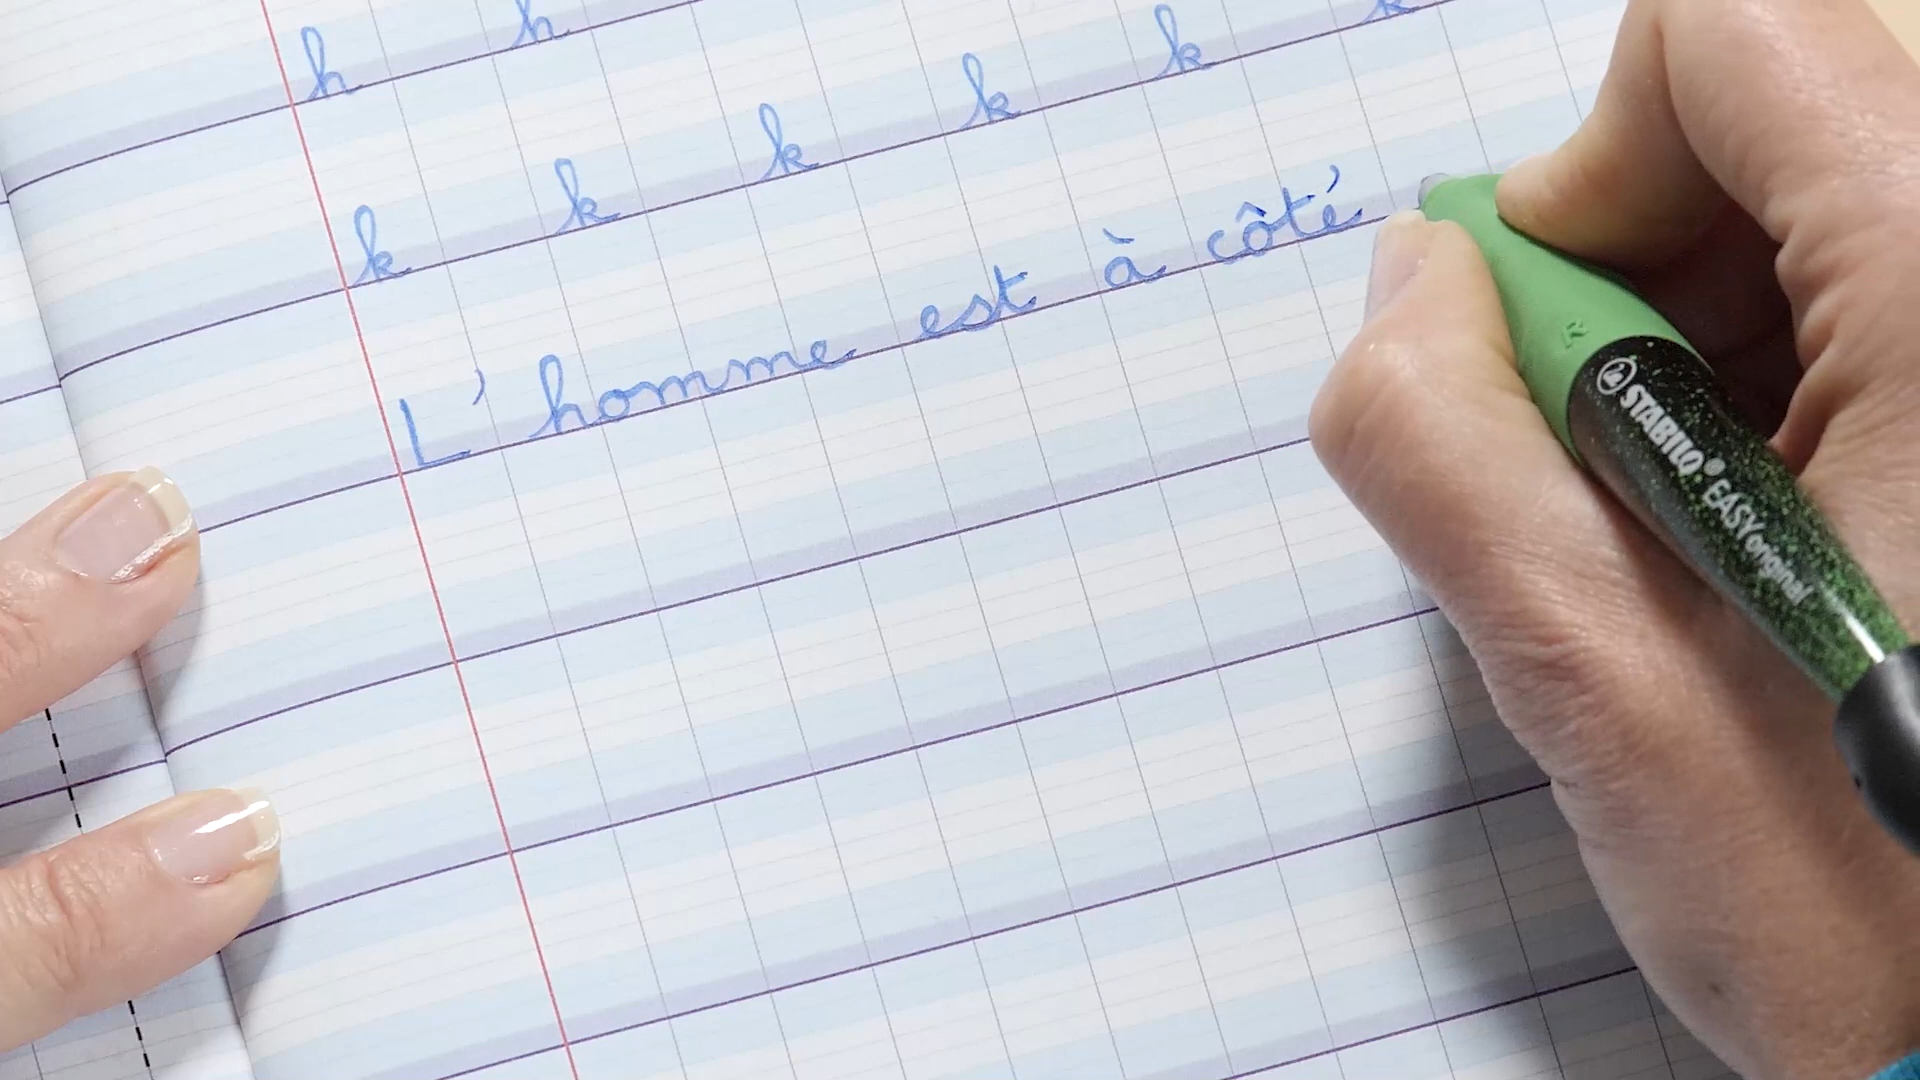 h h
k k k k k k
L'homme est à côté
R
STABILO® EASYoriginal